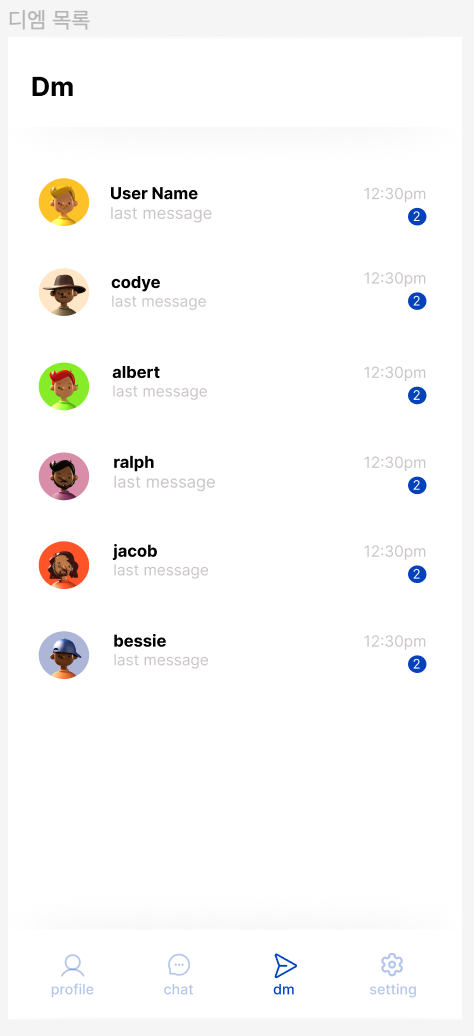 디엠 목록
Dm
User Name 12:30pm
last message 2
codye 12:30pm
last message 2
albert 12:30pm
last message 2
ralph 12:30pm
last message 2
jacob 12:30pm
last message 2
bessie 12:30pm
last message 2
profile chat dm setting